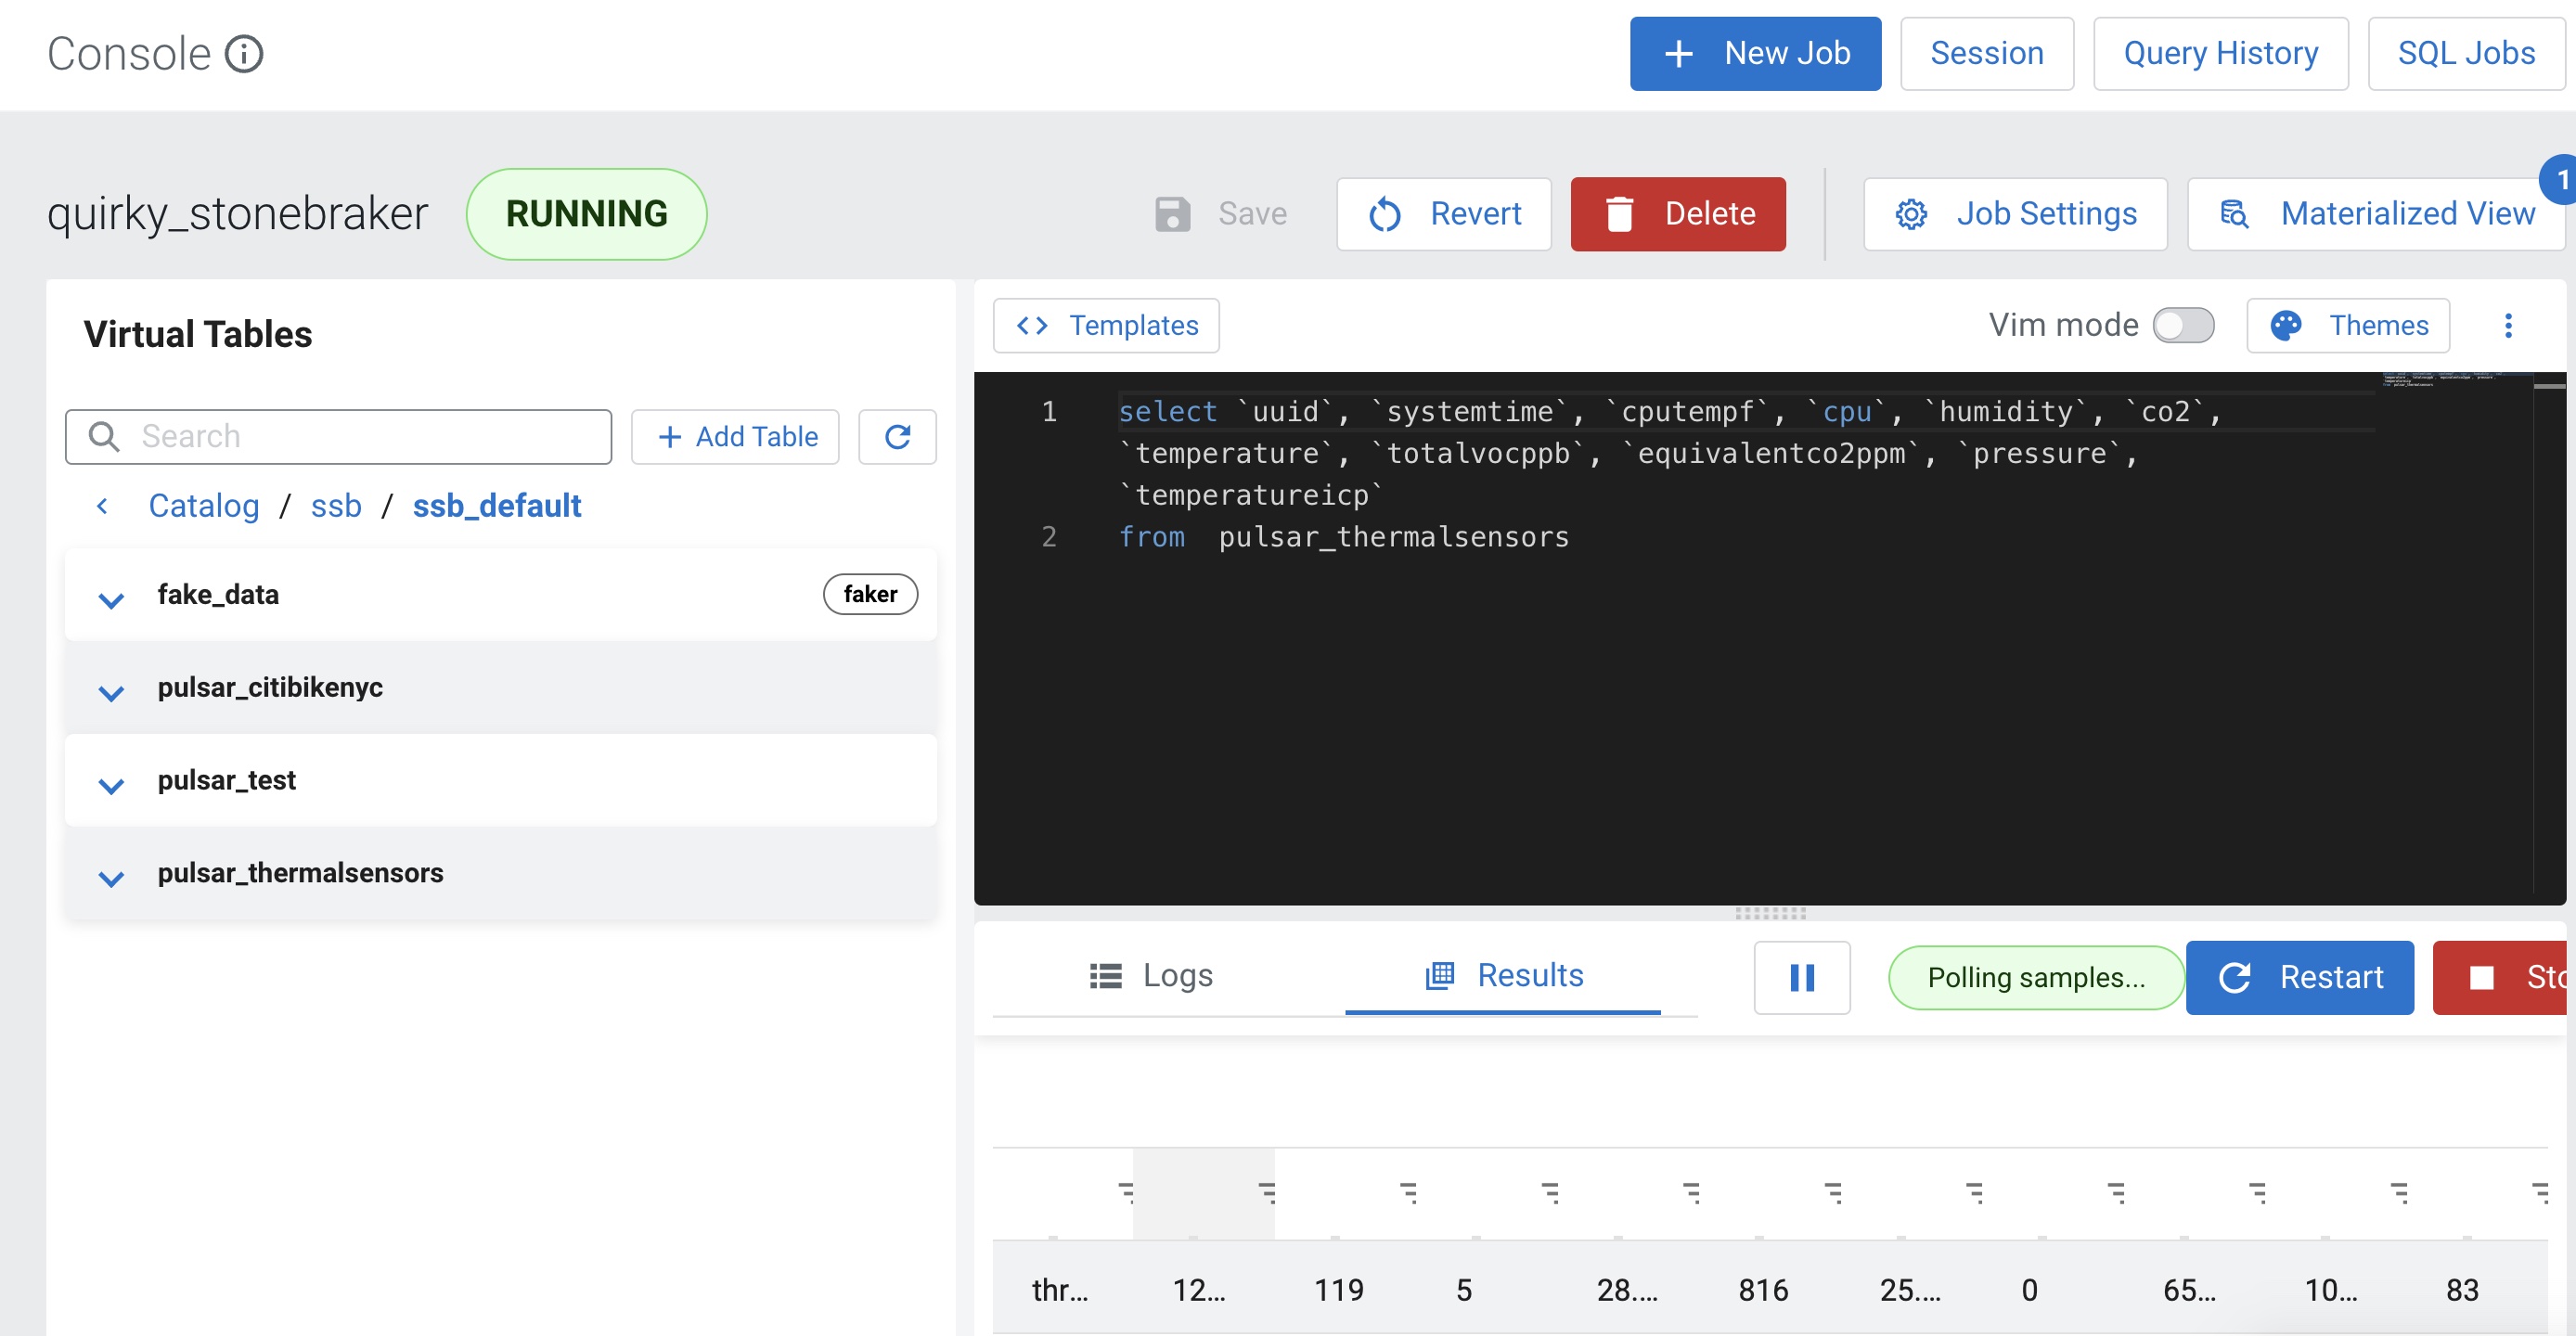 Console
New Job
Session
Query History
SQL Jobs
quirky_stonebraker
RUNNING
Save
Revert
Delete
Job Settings
Materialized View
1
Virtual Tables
Search
Add Table
Catalog / ssb / ssb_default
fake_data
faker
pulsar_citibikenyc
pulsar_test
pulsar_thermalsensors
Templates
Vim mode
Themes
1 select `uuid`, `systemtime`, `cputempf`, `cpu`, `humidity`, `co2`,
`temperature`, `totalvocppb`, `equivalentco2ppm`, `pressure`,
`temperatureicp`
2 from  pulsar_thermalsensors
Logs
Results
Polling samples...
Restart
Sto
thr... 12... 119 5 28.... 816 25.... 0 65... 10... 83